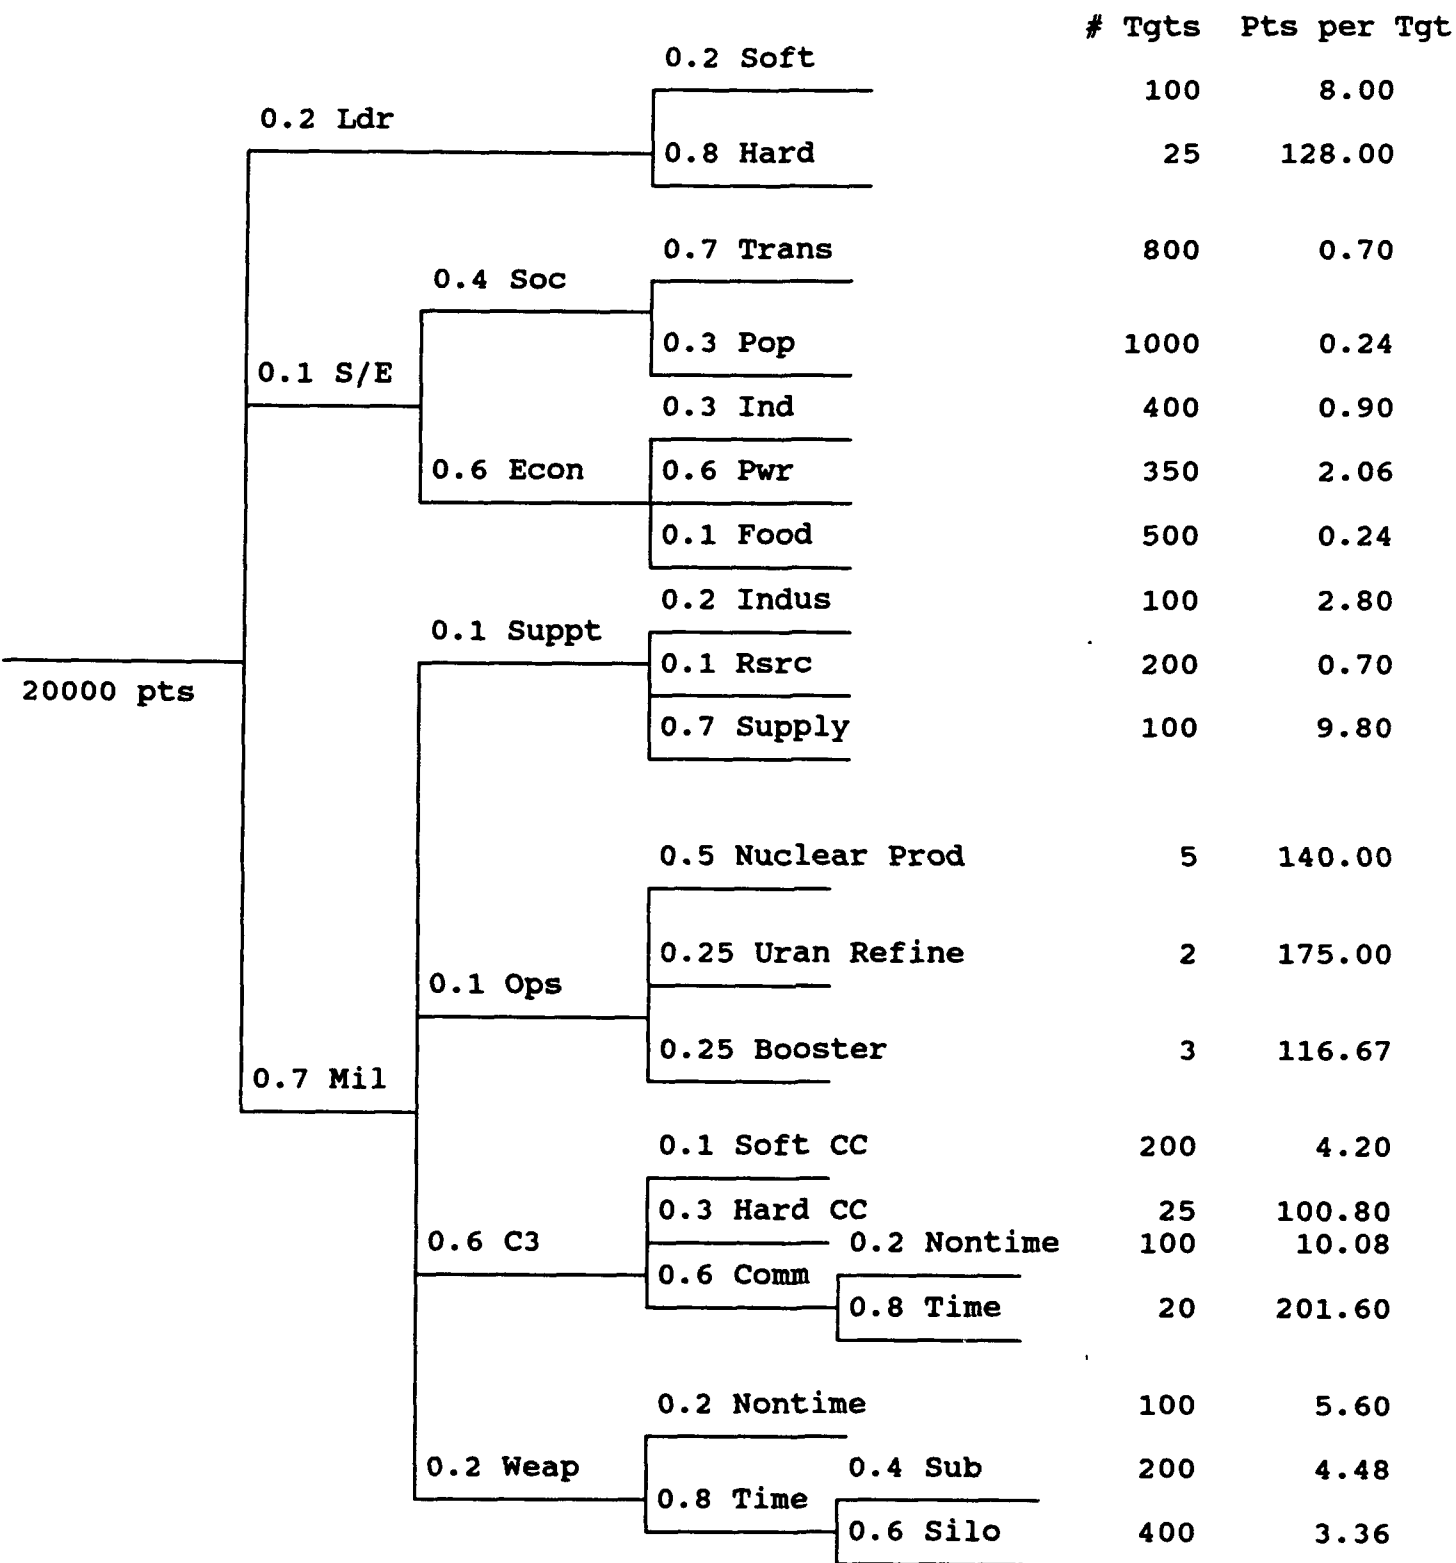 # Tgts Pts per Tgt
0.2 Soft
100 8.00
0.2 Ldr
0.8 Hard 25 128.00
0.7 Trans 800 0.70
0.4 Soc
0.3 Pop 1000 0.24
0.1 S/E
0.3 Ind 400 0.90
0.6 Econ 0.6 Pwr 350 2.06
0.1 Food 500 0.24
0.2 Indus 100 2.80
0.1 Suppt
0.1 Rsrc 200 0.70
20000 pts
0.7 Supply 100 9.80
0.5 Nuclear Prod 5 140.00
0.25 Uran Refine 2 175.00
0.1 Ops
0.25 Booster 3 116.67
0.7 Mil
0.1 Soft CC 200 4.20
0.3 Hard CC 25 100.80
0.6 C3 0.2 Nontime 100 10.08
0.6 Comm
0.8 Time 20 201.60
0.2 Nontime 100 5.60
0.2 Weap 0.4 Sub 200 4.48
0.8 Time
0.6 Silo 400 3.36